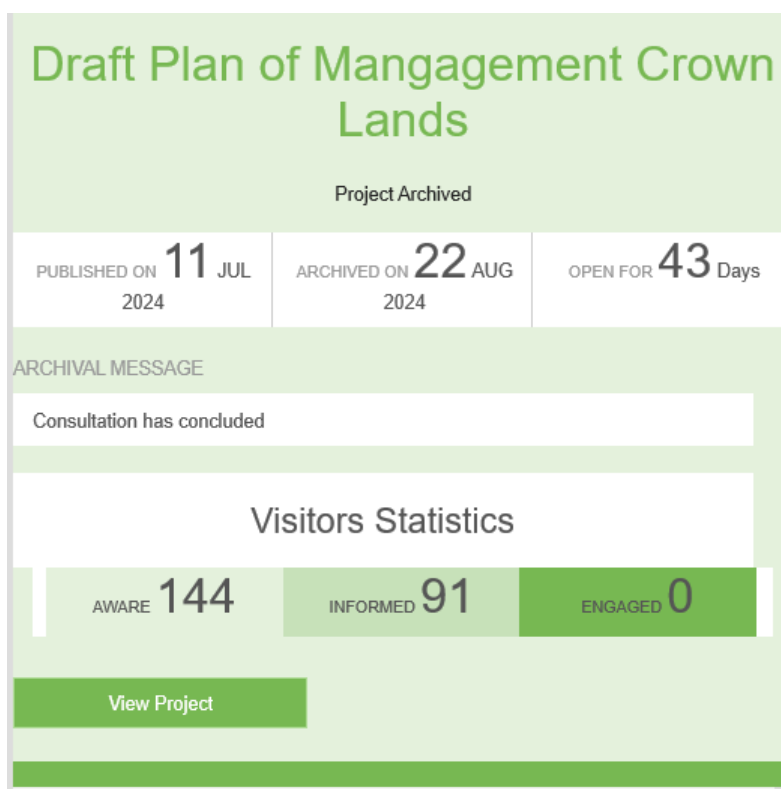 Draft Plan of Mangagement Crown
Lands
Project Archived
PUBLISHED ON 11 JUL
2024
ARCHIVED ON 22 AUG
2024
OPEN FOR 43 Days
ARCHIVAL MESSAGE
Consultation has concluded
Visitors Statistics
AWARE 144
INFORMED 91
ENGAGED 0
View Project